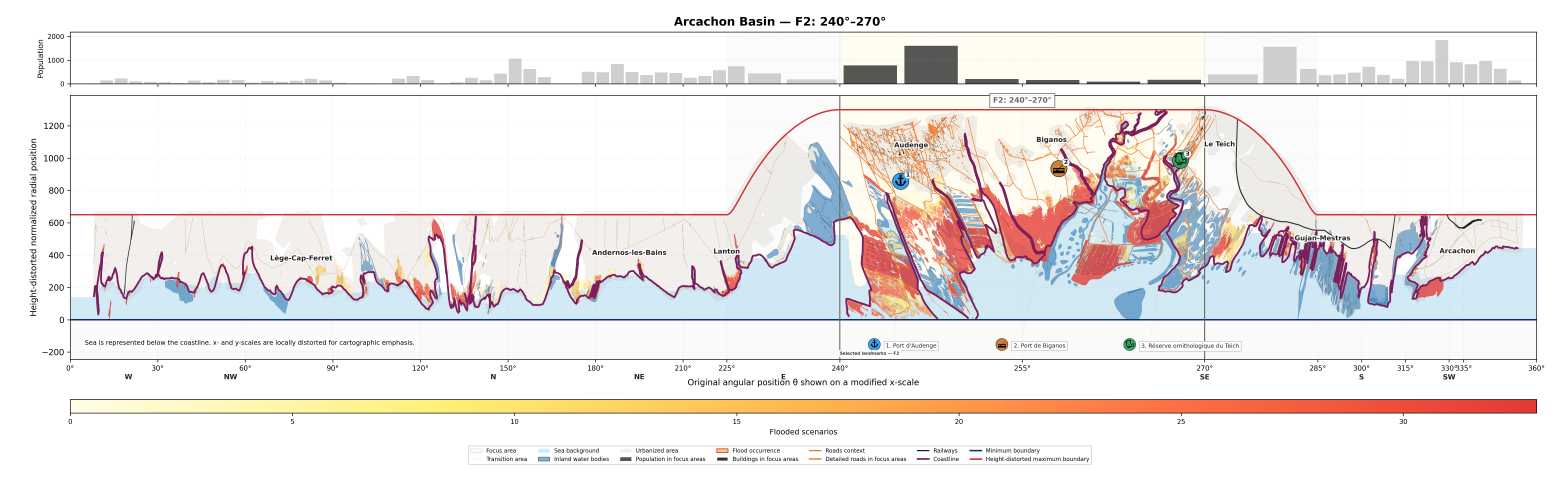 Arcachon Basin — F2: 240°–270°
Population
2000
1000
0
Height-distorted normalized radial position
1200
1000
800
600
400
200
0
−200
F2: 240°–270°
Audenge
Biganos
Le Teich
1
2
3
Lège-Cap-Ferret
Andernos-les-Bains
Lanton
Gujan-Mestras
Arcachon
Sea is represented below the coastline. x- and y-scales are locally distorted for cartographic emphasis.
1. Port d'Audenge
2. Port de Biganos
3. Réserve ornithologique du Teich
Selected landmarks — F2
0° 30° 60° 90° 120° 150° 180° 210° 225° 240° 255° 270° 285° 315° 335° 360°
W NW N NE E SE S SW
Original angular position θ shown on a modified x-scale
0 5 10 15 20 25 30
Flooded scenarios
Focus area
Transition area
Sea background
Inland water bodies
Urbanized area
Population in focus areas
Flood occurrence
Buildings in focus areas
Roads context
Detailed roads in focus areas
Railways
Coastline
Minimum boundary
Height-distorted maximum boundary